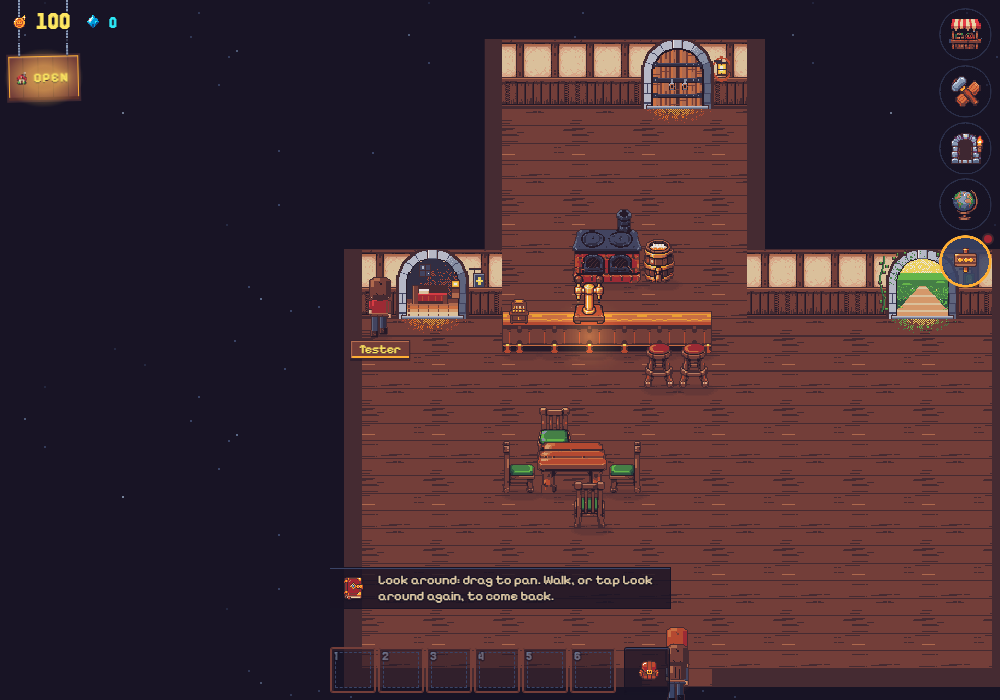 100 0
OPEN
Tester
Look around: drag to pan. Walk, or tap Look
around again, to come back.
1 2 3 4 5 6